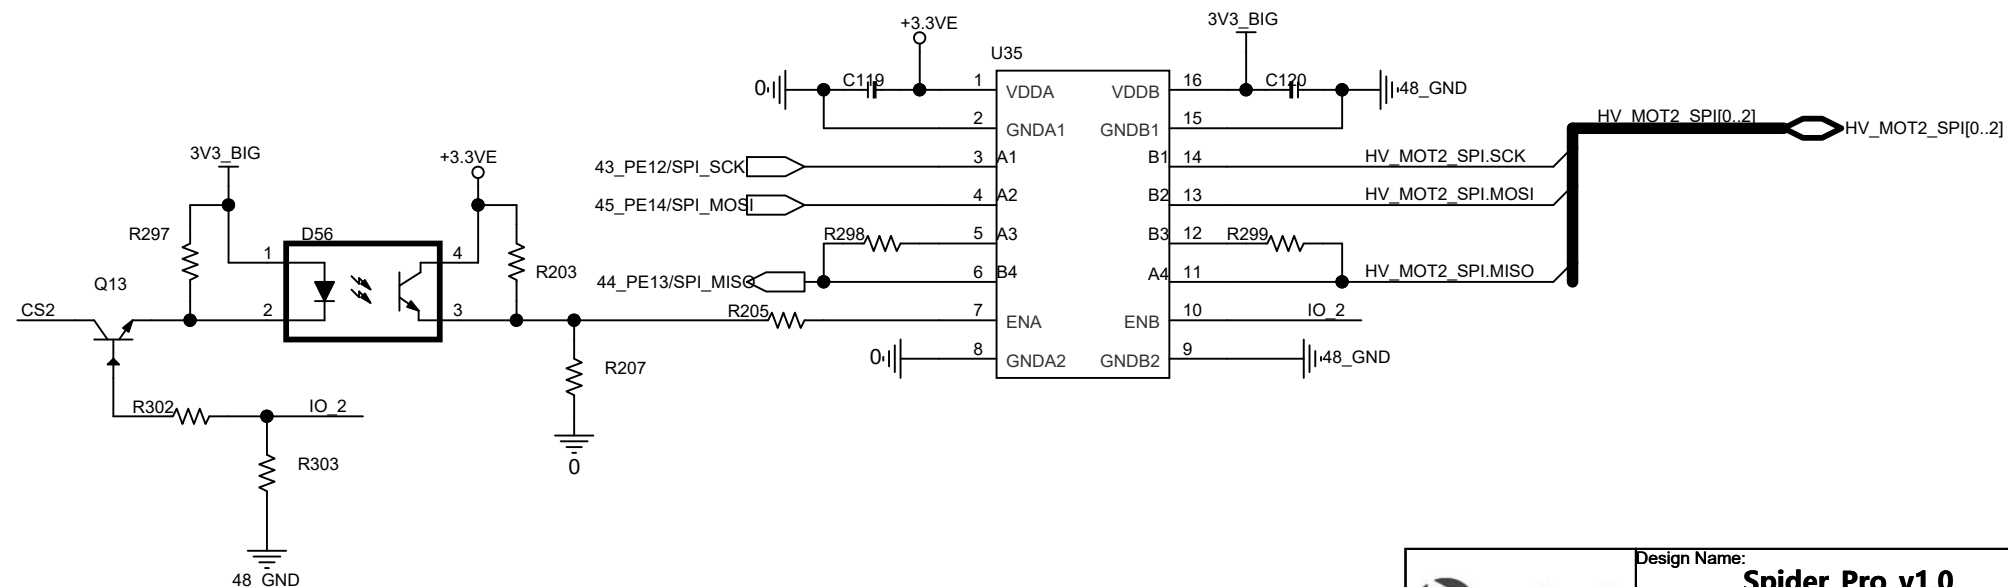 +3.3VE
3V3_BIG
U35
0
C119
1
VDDA
VDDB
16
C120
48_GND
2
GNDA1
GNDB1
15
HV_MOT2_SPI[0..2]
HV_MOT2_SPI[0..2]
3V3_BIG
+3.3VE
43_PE12/SPI_SCK
3
A1
B1
14
HV_MOT2_SPI.SCK
45_PE14/SPI_MOSI
4
A2
B2
13
HV_MOT2_SPI.MOSI
R297
D56
R298
5
A3
B3
12
R299
1
4
R203
44_PE13/SPI_MISO
6
B4
A4
11
HV_MOT2_SPI.MISO
Q13
CS2
2
3
R205
7
ENA
ENB
10
IO_2
0
8
GNDA2
GNDB2
9
48_GND
R207
R302
IO_2
R303
0
48_GND
Design Name:
Spider_Pro_v1.0